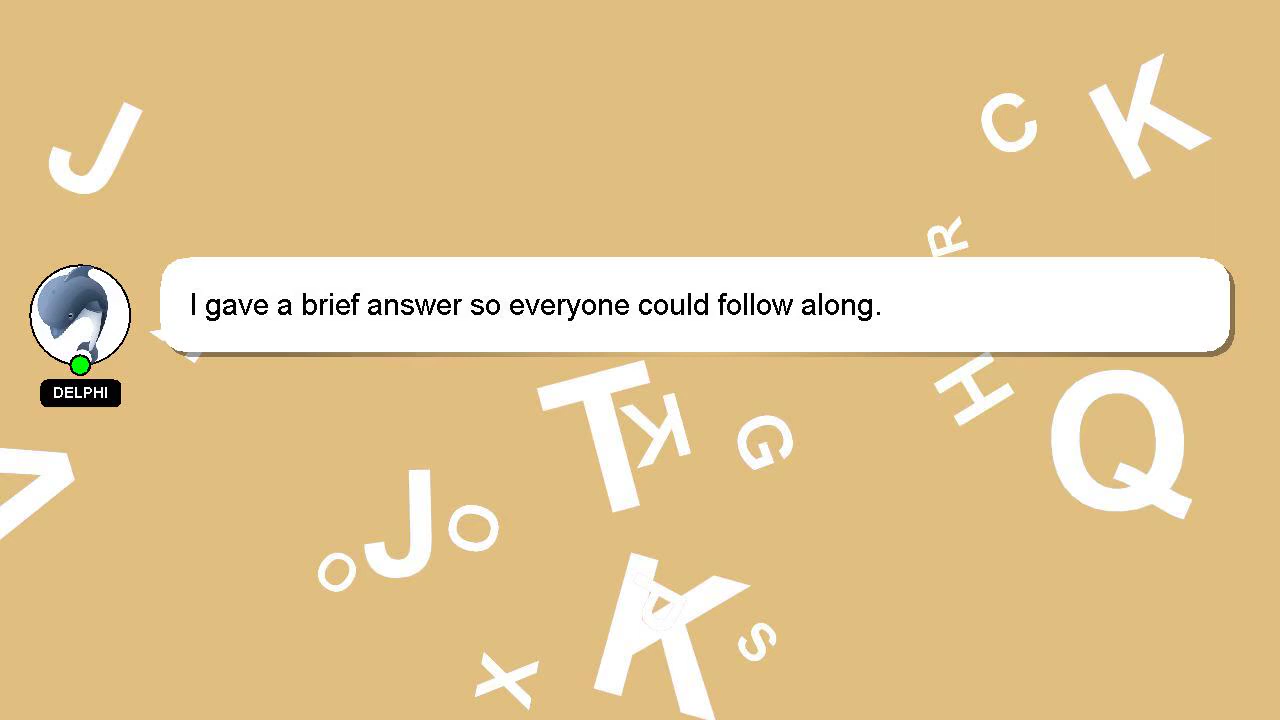 J
C
K
R
I gave a brief answer so everyone could follow along.
DELPHI
T
K
G
H
Q
J
O
O
K
S
X